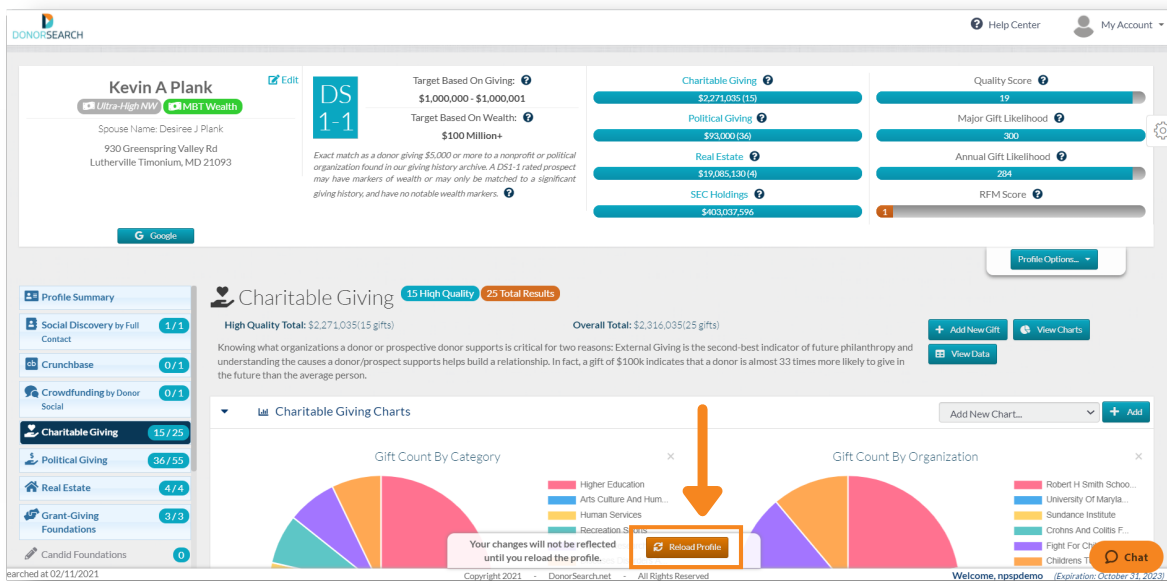 DONORSEARCH
Help Center
My Account
Kevin A Plank
Edit
Ultra-High NW
MBT Wealth
Spouse Name: Desiree J Plank
930 Greenspring Valley Rd
Lutherville Timonium, MD 21093
Google
DS
1-1
Target Based On Giving:
$1,000,000 - $1,000,001
Target Based On Wealth:
$100 Million+
Exact match as a donor giving $5,000 or more to a nonprofit or political
organization found in our giving history archive. A DS1-1 rated prospect
may have markers of wealth or may only be matched to a significant
giving history, and have no notable wealth markers.
Charitable Giving
$2,271,035 (15)
Political Giving
$93,000 (36)
Real Estate
$19,085,130 (4)
SEC Holdings
$403,037,596
Quality Score
19
Major Gift Likelihood
300
Annual Gift Likelihood
284
RFM Score
1
Profile Options...
Profile Summary
Social Discovery by Full
Contact
1/1
Crunchbase
0/1
Crowdfunding by Donor
Social
0/1
Charitable Giving
15/25
Political Giving
36/55
Real Estate
4/4
Grant-Giving
Foundations
3/3
Candid Foundations
0
Charitable Giving
15 High Quality
25 Total Results
High Quality Total: $2,271,035(15 gifts)
Overall Total: $2,316,035(25 gifts)
Knowing what organizations a donor or prospective donor supports is critical for two reasons: External Giving is the second-best indicator of future philanthropy and
understanding the causes a donor/prospect supports helps build a relationship. In fact, a gift of $100k indicates that a donor is almost 33 times more likely to give in
the future than the average person.
Add New Gift
View Charts
View Data
Charitable Giving Charts
Add New Chart...
Add
Gift Count By Category
Higher Education
Arts Culture And Hum...
Human Services
Recreation Sports
Gift Count By Organization
Robert H Smith Schoo...
University Of Maryla...
Sundance Institute
Crohns And Colitis F...
Fight For Chi
Childrens T
Your changes will not be reflected
until you reload the profile.
Reload Profile
Chat
earched at 02/11/2021
Copyright 2021 - DonorSearch.net - All Rights Reserved
Welcome, npspdemo (Expiration: October 31, 2023)